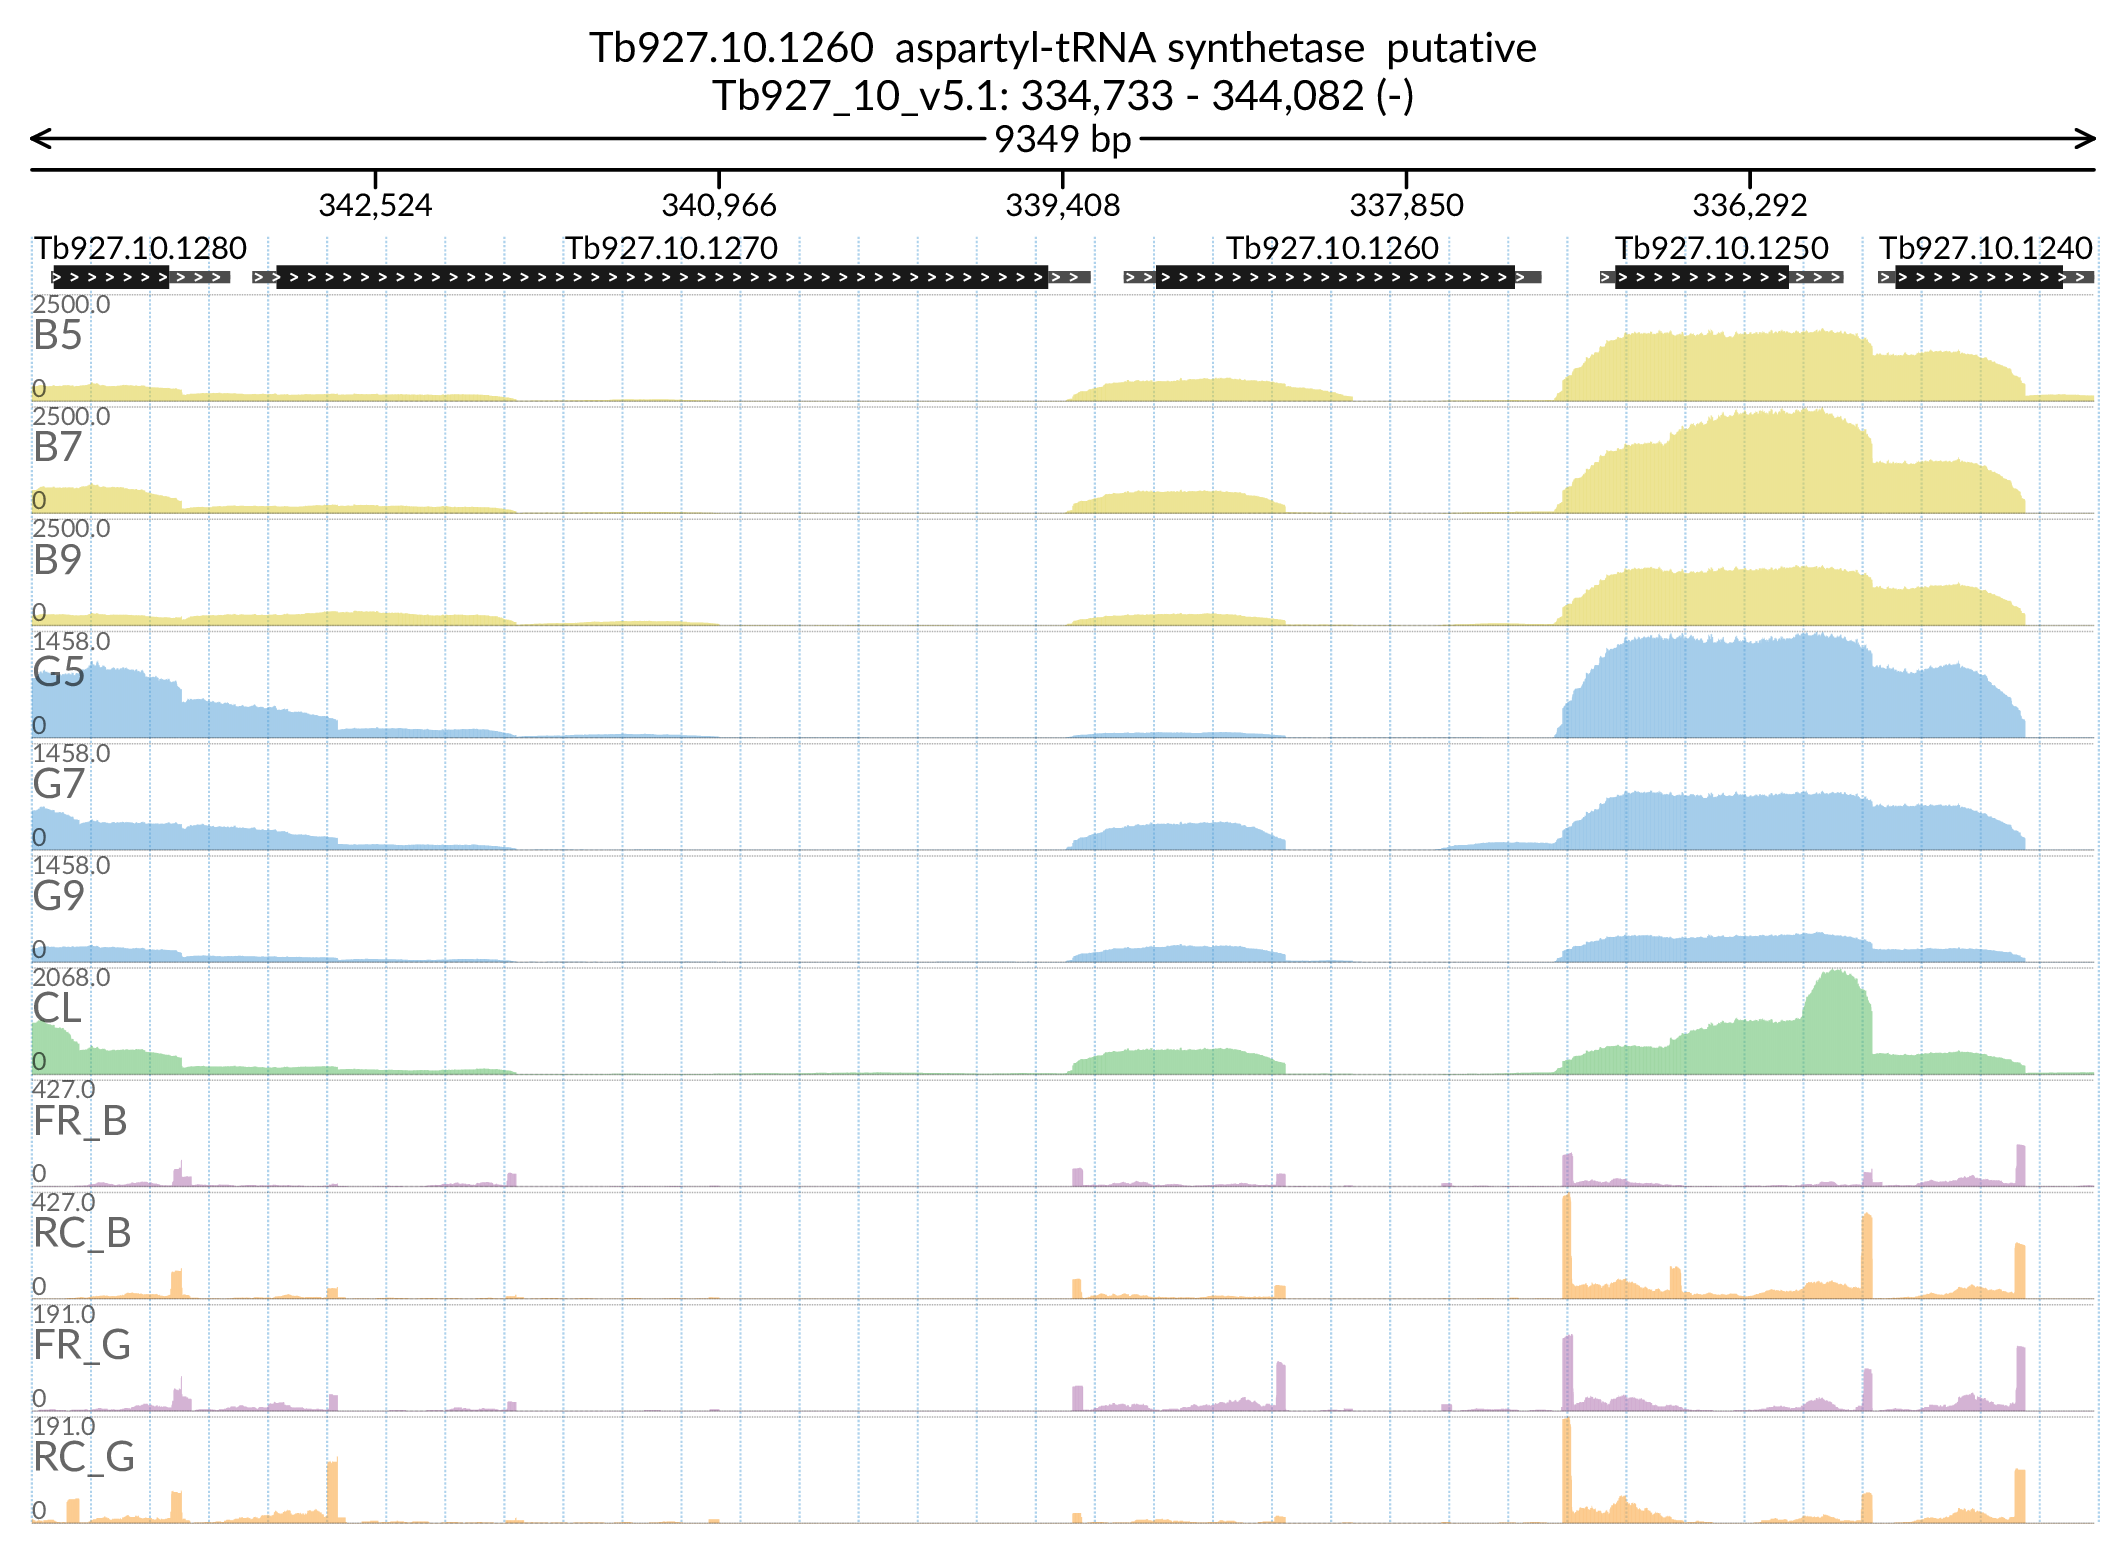 Tb927.10.1260  aspartyl-tRNA synthetase  putative
Tb927_10_v5.1: 334,733 - 344,082 (-)
9349 bp
342,524 340,966 339,408 337,850 336,292
Tb927.10.1280 Tb927.10.1270 Tb927.10.1260 Tb927.10.1250 Tb927.10.1240
2500.0
B5
0
2500.0
B7
0
2500.0
B9
0
1458.0
G5
0
1458.0
G7
0
1458.0
G9
0
2068.0
CL
0
427.0
FR_B
0
427.0
RC_B
0
191.0
FR_G
0
191.0
RC_G
0